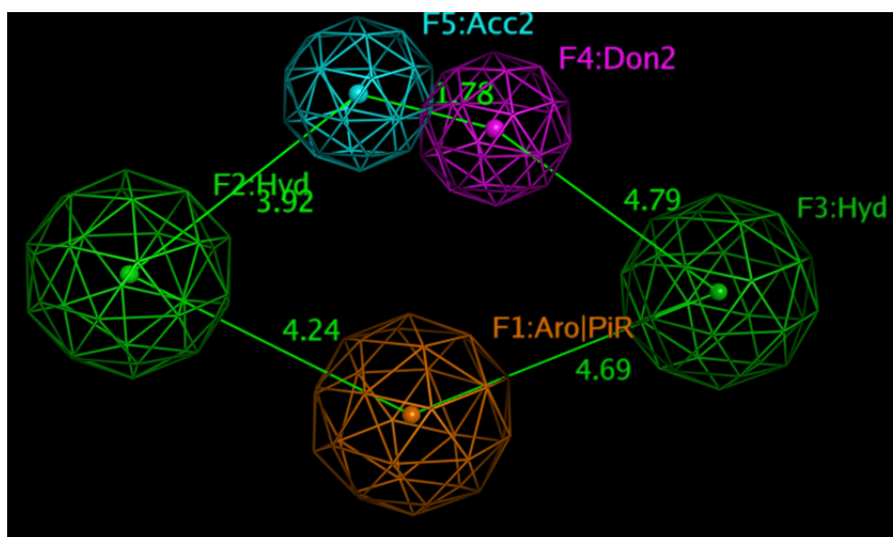 F5:Acc2
F4:Don2
1.78
F2:Hyd
3.92
4.79
F3:Hyd
4.24
F1:Aro|PiR
4.69